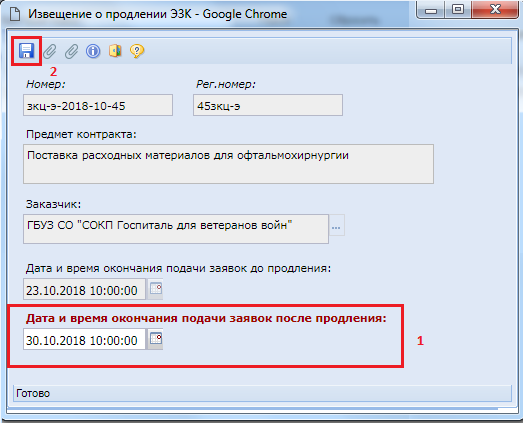 Извещение о продлении ЭЗК - Google Chrome
2
Номер:
Рег.номер:
зкц-э-2018-10-45
45зкц-э
Предмет контракта:
Поставка расходных материалов для офтальмохирнургии
Заказчик:
ГБУЗ СО "СОКП Госпиталь для ветеранов войн"
...
Дата и время окончания подачи заявок до продления:
23.10.2018 10:00:00
Дата и время окончания подачи заявок после продления:
30.10.2018 10:00:00
1
Готово